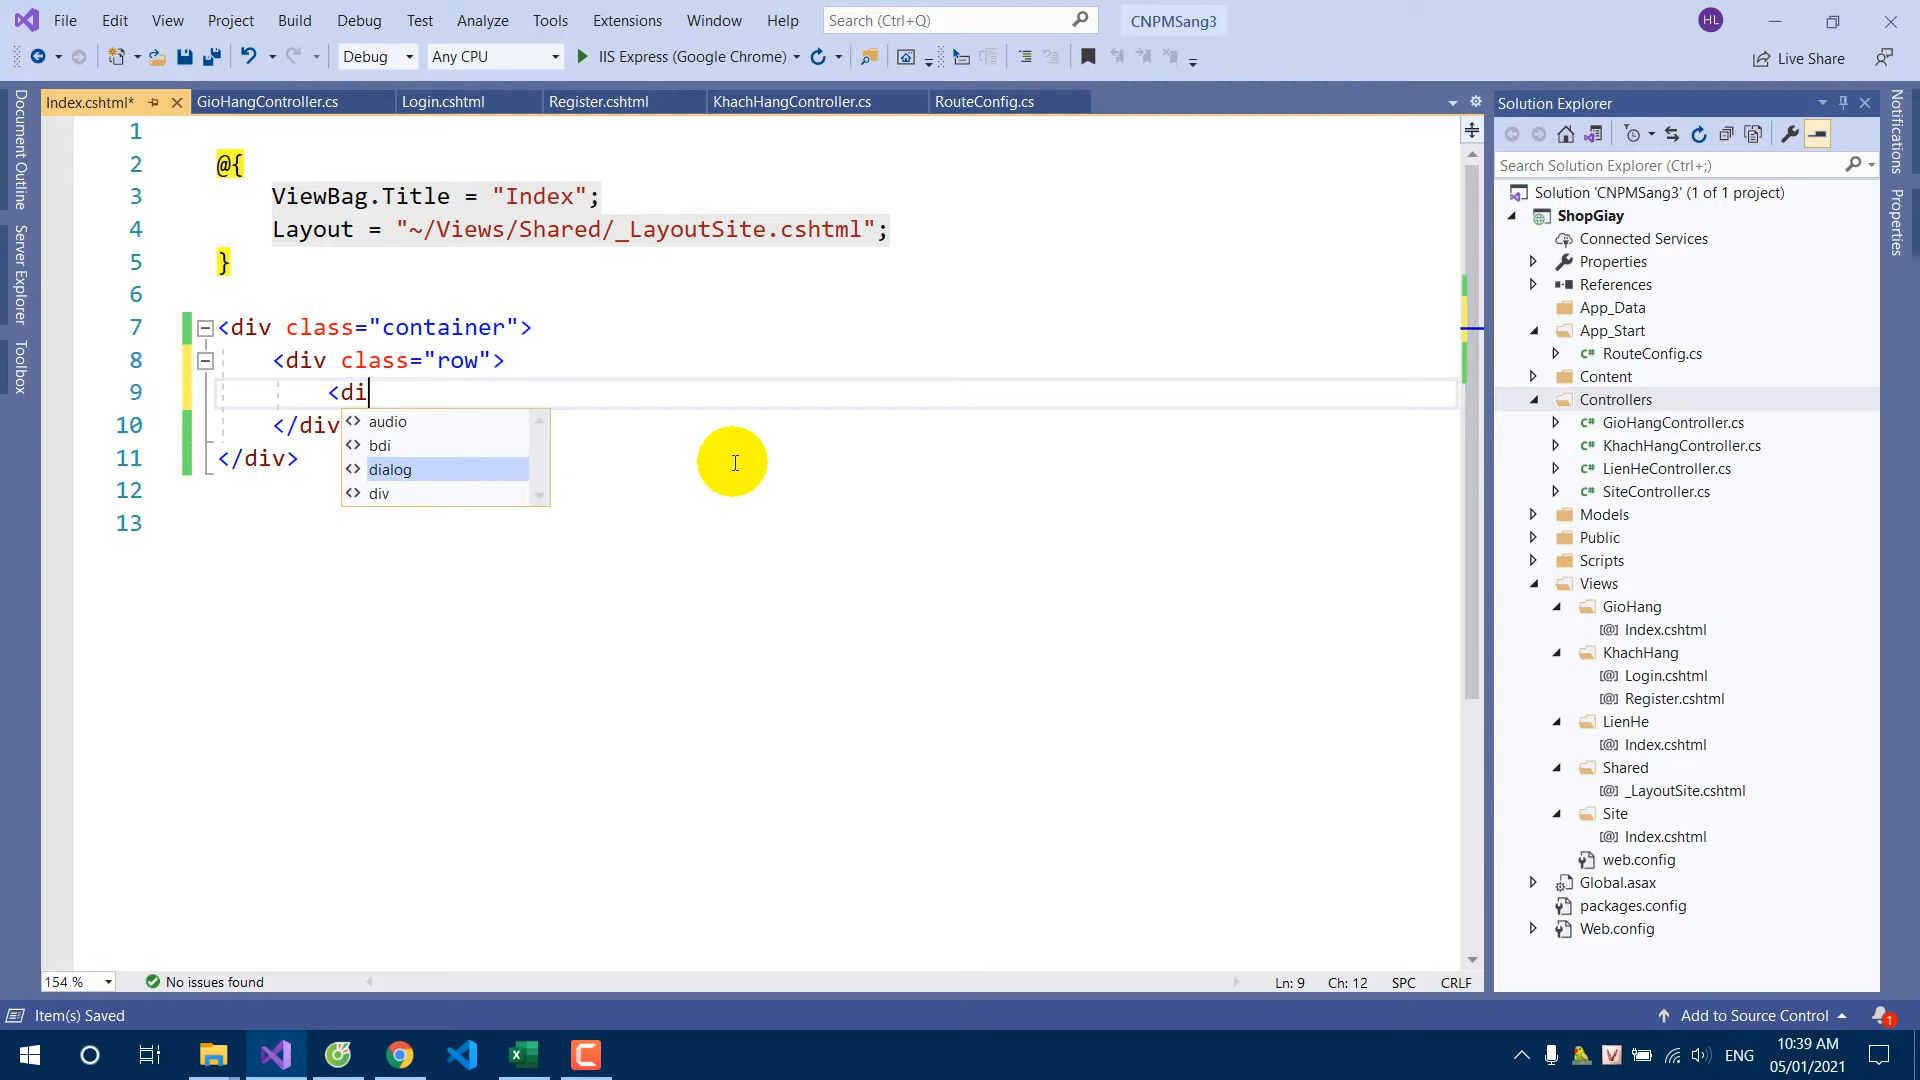 File Edit View Project Build Debug Test Analyze Tools Extensions Window Help Search (Ctrl+Q) CNPMSang3 HL
Debug Any CPU IIS Express (Google Chrome) Live Share
Document Outline
Server Explorer
Toolbox
Index.cshtml* GioHangController.cs Login.cshtml Register.cshtml KhachHangController.cs RouteConfig.cs
1
2 @{
3 ViewBag.Title = "Index";
4 Layout = "~/Views/Shared/_LayoutSite.cshtml";
5 }
6
7 <div class="container">
8 <div class="row">
9 <di
10 </div
11 </div>
12
13
<> audio
<> bdi
<> dialog
<> div
154 % No issues found Ln: 9 Ch: 12 SPC CRLF
Solution Explorer
Search Solution Explorer (Ctrl+;)
Solution 'CNPMSang3' (1 of 1 project)
ShopGiay
Connected Services
Properties
References
App_Data
App_Start
C# RouteConfig.cs
Content
Controllers
C# GioHangController.cs
C# KhachHangController.cs
C# LienHeController.cs
C# SiteController.cs
Models
Public
Scripts
Views
GioHang
[@] Index.cshtml
KhachHang
[@] Login.cshtml
[@] Register.cshtml
LienHe
[@] Index.cshtml
Shared
[@] _LayoutSite.cshtml
Site
[@] Index.cshtml
web.config
Global.asax
packages.config
Web.config
Notifications
Properties
Item(s) Saved Add to Source Control 1
ENG 10:39 AM
05/01/2021